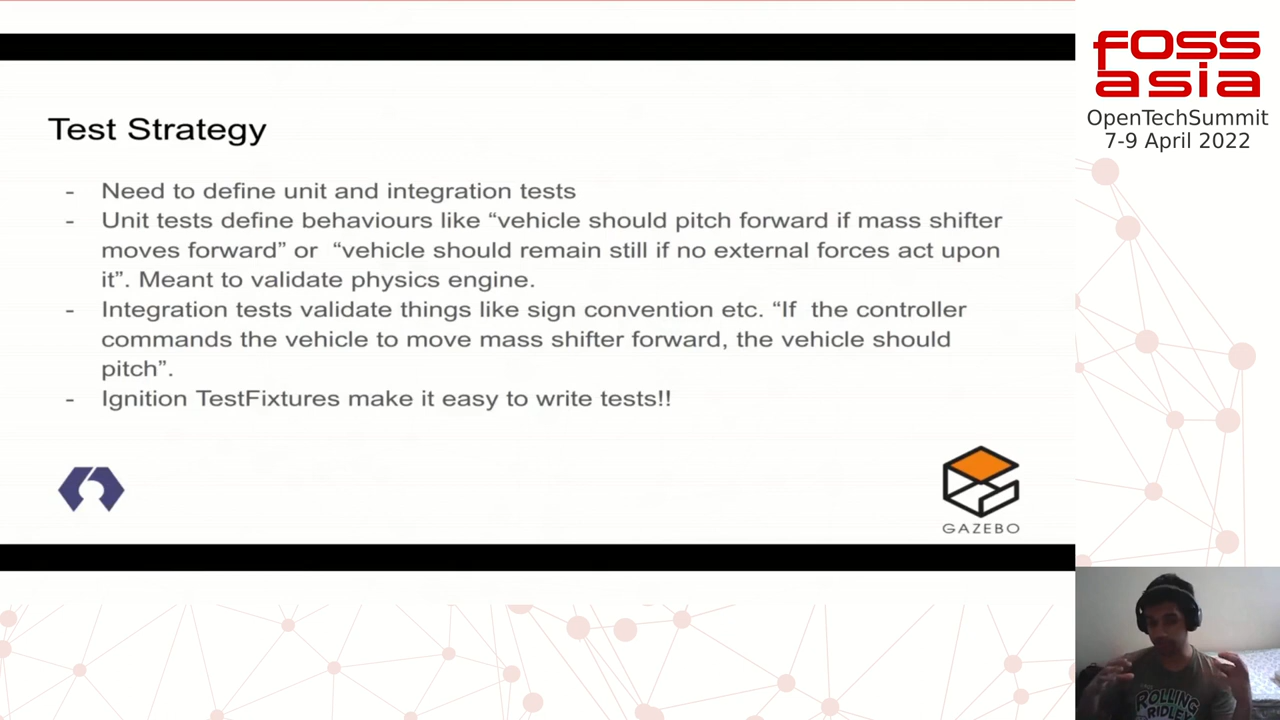 Test Strategy
- Need to define unit and integration tests
- Unit tests define behaviours like “vehicle should pitch forward if mass shifter
moves forward” or “vehicle should remain still if no external forces act upon
it”. Meant to validate physics engine.
- Integration tests validate things like sign convention etc. “If the controller
commands the vehicle to move mass shifter forward, the vehicle should
pitch”.
- Ignition TestFixtures make it easy to write tests!!
GAZEBO
FOSS
asia
OpenTechSummit
7-9 April 2022
ROLLING
RIDLEY